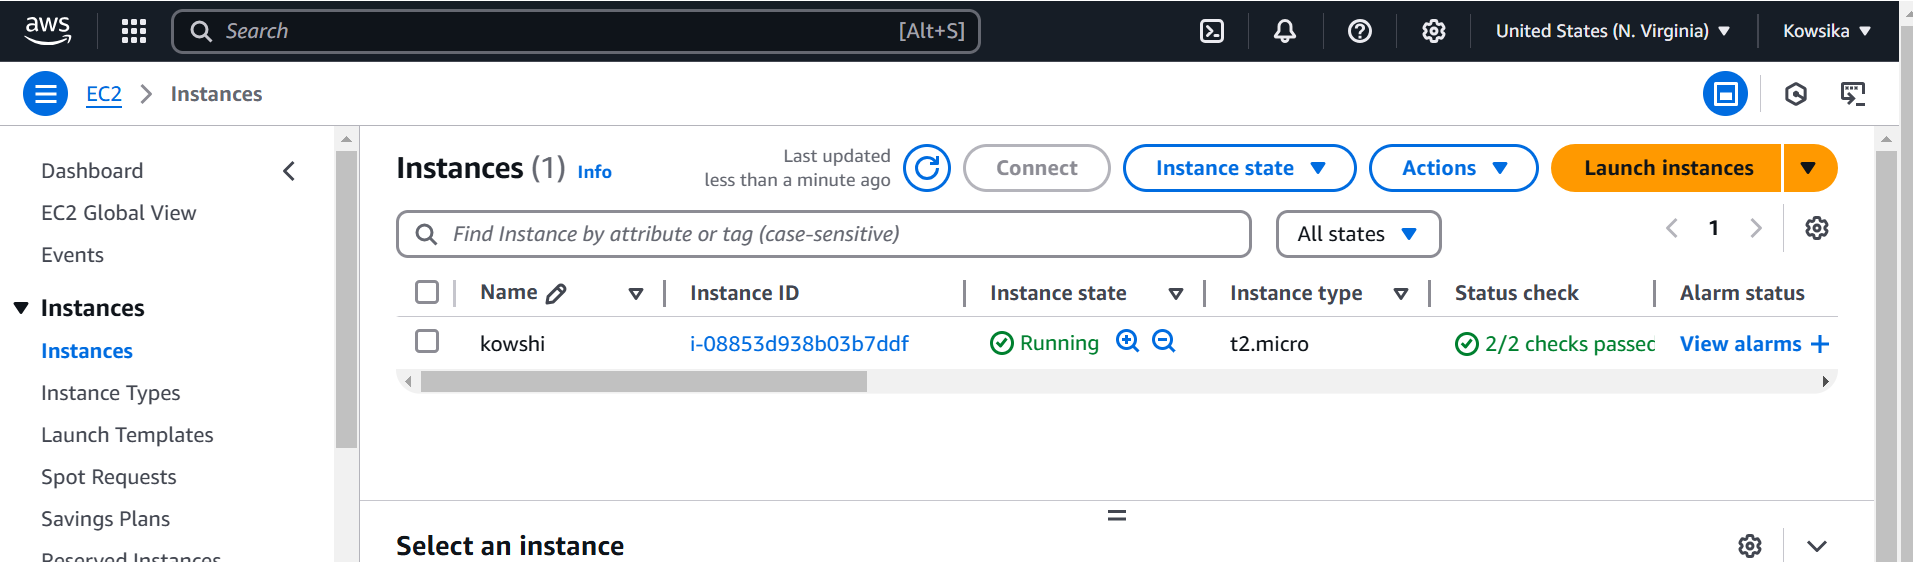 aws
Search [Alt+S]
United States (N. Virginia)
Kowsika
EC2 > Instances
Dashboard
EC2 Global View
Events
Instances
Instances
Instance Types
Launch Templates
Spot Requests
Savings Plans
Reserved Instances
Instances (1) Info
Last updated
less than a minute ago
Connect
Instance state
Actions
Launch instances
Find Instance by attribute or tag (case-sensitive)
All states
1
Name Instance ID Instance state Instance type Status check Alarm status
kowshi i-08853d938b03b7ddf Running t2.micro 2/2 checks passed View alarms +
Select an instance